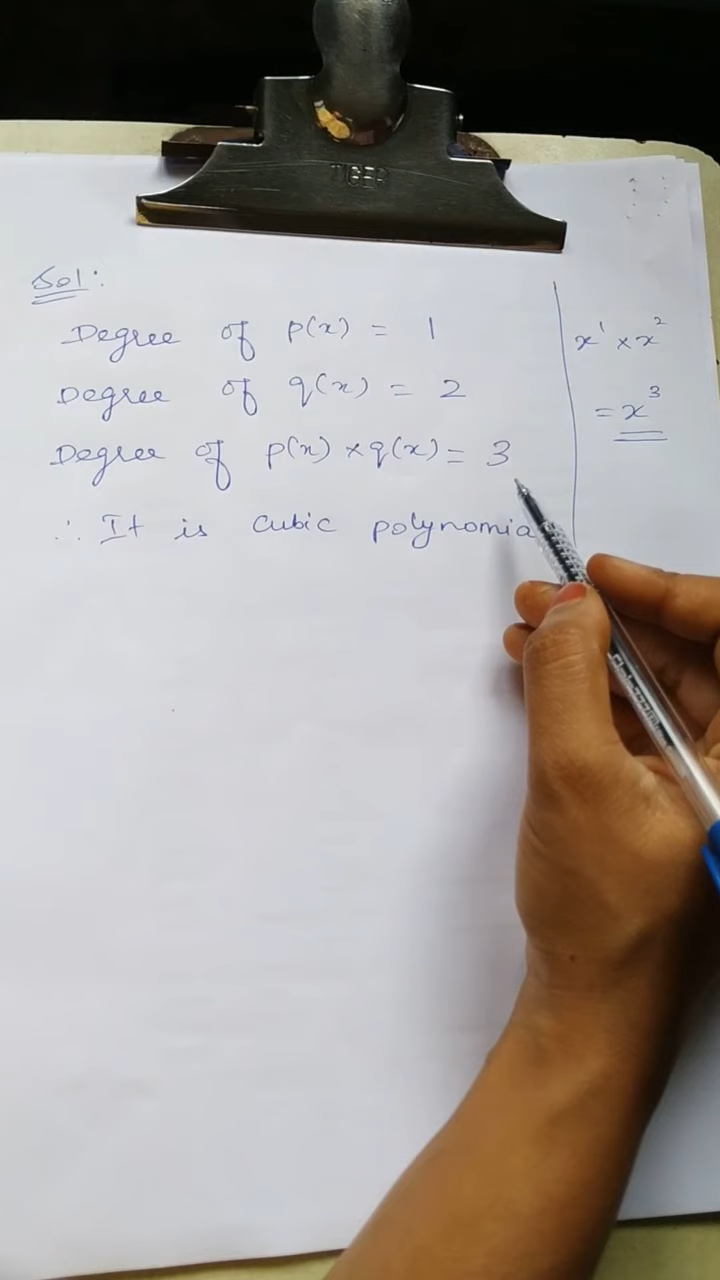 TIGER
Sol:
Degree of p(x) = 1
Degree of q(x) = 2
Degree of p(x) × q(x) = 3
∴ It is cubic polynomia
x¹ × x²
= x³